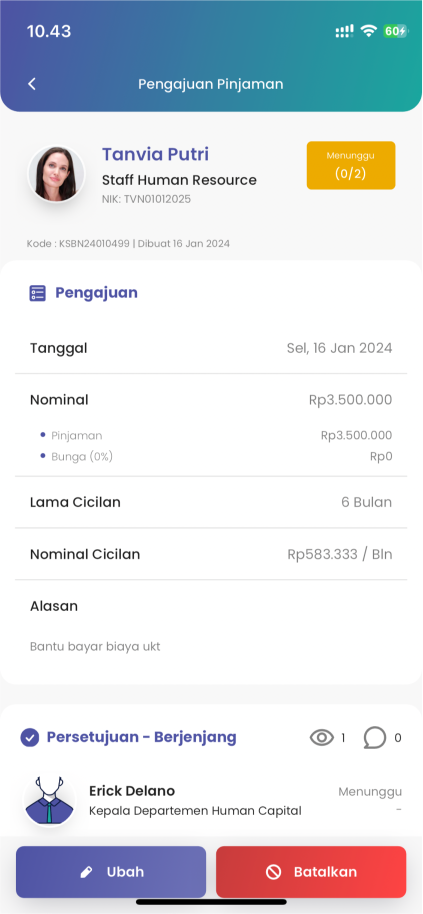 10.43
60
Pengajuan Pinjaman
Tanvia Putri
Staff Human Resource
NIK: TVN01012025
Menunggu
(0/2)
Kode : KSBN24010499 | Dibuat 16 Jan 2024
Pengajuan
Tanggal Sel, 16 Jan 2024
Nominal Rp3.500.000
• Pinjaman Rp3.500.000
• Bunga (0%) Rp0
Lama Cicilan 6 Bulan
Nominal Cicilan Rp583.333 / Bln
Alasan
Bantu bayar biaya ukt
Persetujuan - Berjenjang 1 0
Erick Delano Menunggu
Kepala Departemen Human Capital -
Ubah Batalkan